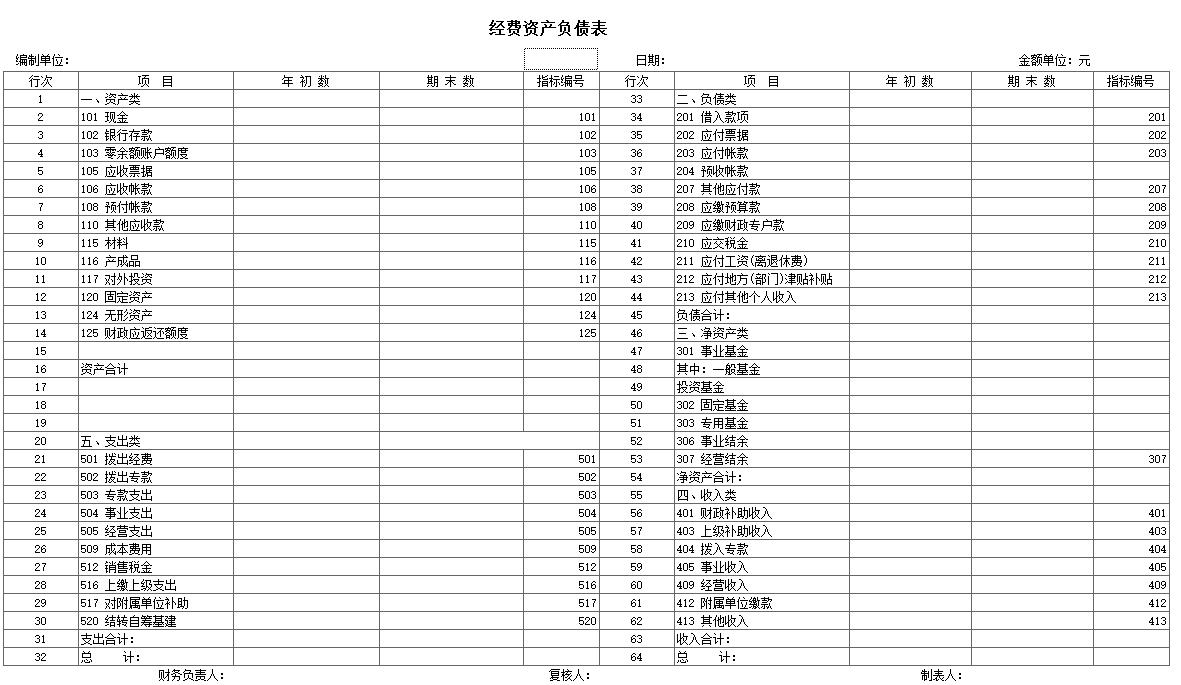 经费资产负债表
编制单位: 日期: 金额单位: 元
行次 项 目 年 初 数 期 末 数 指标编号 行次 项 目 年 初 数 期 末 数 指标编号
1 一、资产类 33 二、负债类
2 101 现金 101 34 201 借入款项 201
3 102 银行存款 102 35 202 应付票据 202
4 103 零余额账户额度 103 36 203 应付帐款 203
5 105 应收票据 105 37 204 预收帐款
6 106 应收帐款 106 38 207 其他应付款 207
7 108 预付帐款 108 39 208 应缴预算款 208
8 110 其他应收款 110 40 209 应缴财政专户款 209
9 115 材料 115 41 210 应交税金 210
10 116 产成品 116 42 211 应付工资(离退休费) 211
11 117 对外投资 117 43 212 应付地方(部门)津贴补贴 212
12 120 固定资产 120 44 213 应付其他个人收入 213
13 124 无形资产 124 45 负债合计:
14 125 财政应返还额度 125 46 三、净资产类
15 47 301 事业基金
16 资产合计 48 其中: 一般基金
17 49 投资基金
18 50 302 固定基金
19 51 303 专用基金
20 五、支出类 52 306 事业结余
21 501 拨出经费 501 53 307 经营结余 307
22 502 拨出专款 502 54 净资产合计:
23 503 专款支出 503 55 四、收入类
24 504 事业支出 504 56 401 财政补助收入 401
25 505 经营支出 505 57 403 上级补助收入 403
26 509 成本费用 509 58 404 拨入专款 404
27 512 销售税金 512 59 405 事业收入 405
28 516 上缴上级支出 516 60 409 经营收入 409
29 517 对附属单位补助 517 61 412 附属单位缴款 412
30 520 结转自筹基建 520 62 413 其他收入 413
31 支出合计: 63 收入合计:
32 总 计: 64 总 计:
财务负责人: 复核人: 制表人: